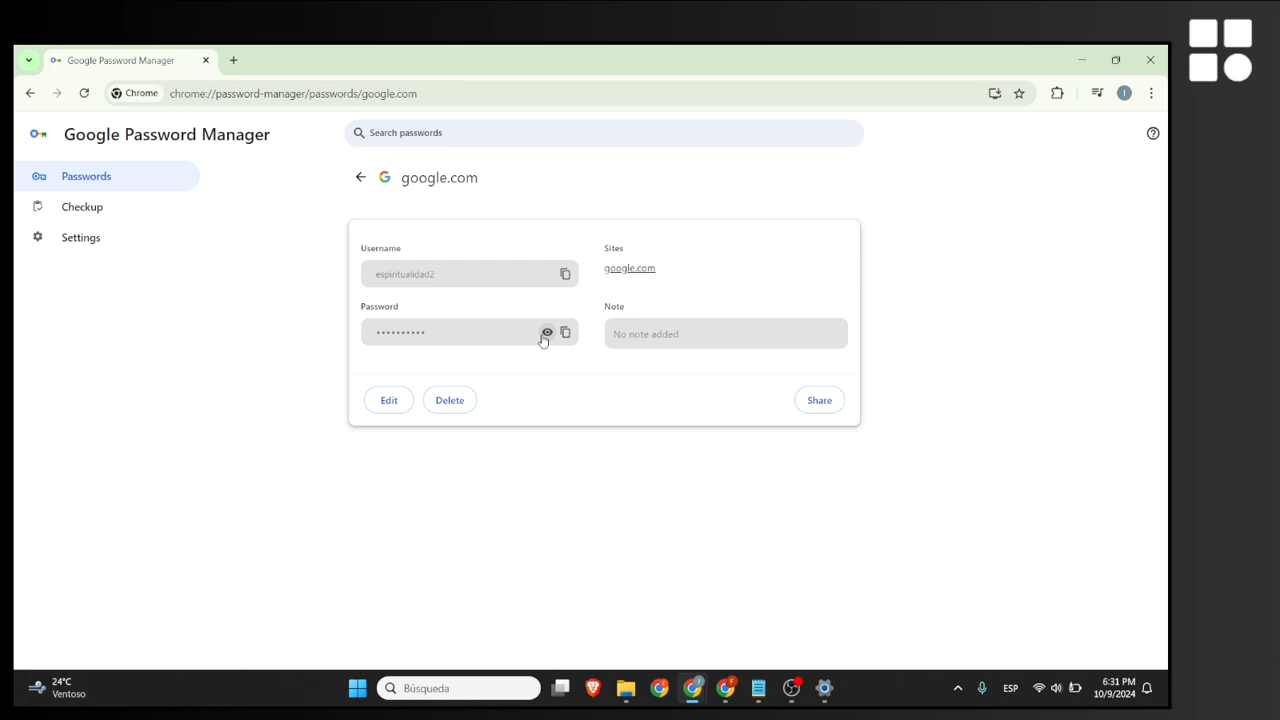 Google Password Manager
Chrome
chrome://password-manager/passwords/google.com
Google Password Manager
Search passwords
Passwords
Checkup
Settings
google.com
Username
espiritualidad2
Sites
google.com
Password
••••••••••
Note
No note added
Edit
Delete
Share
24°C
Ventoso
Búsqueda
ESP
6:31 PM
10/9/2024